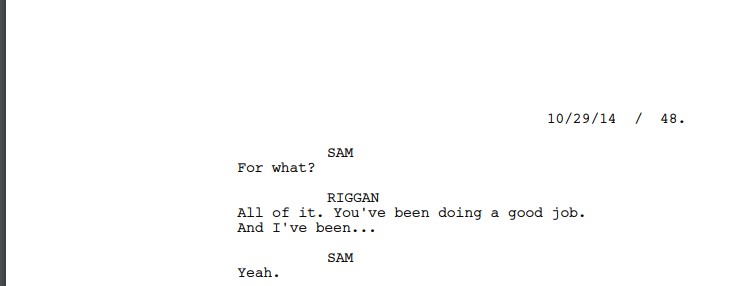 10/29/14 / 48.
SAM
For what?
RIGGAN
All of it. You've been doing a good job.
And I've been...
SAM
Yeah.